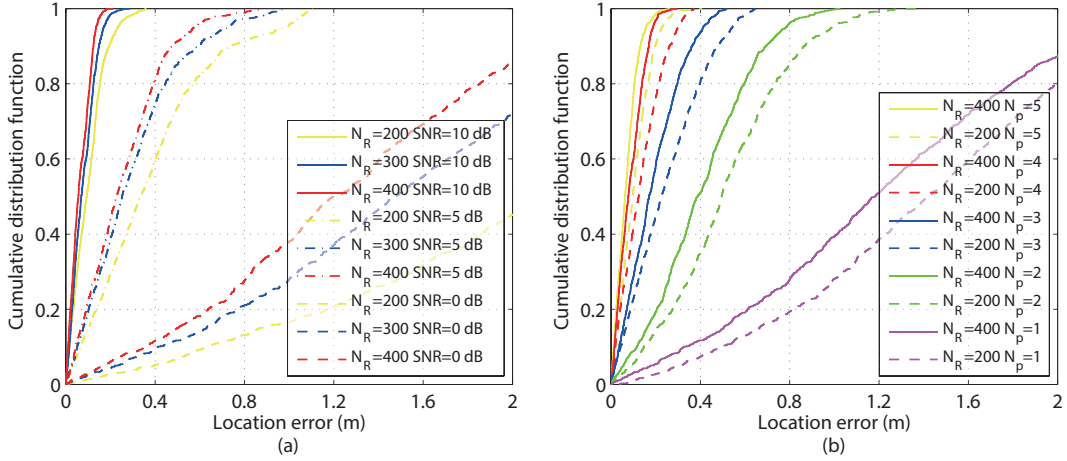 Cumulative distribution function
1
0.8
0.6
0.4
0.2
0
N_R=200 SNR=10 dB
N_R=300 SNR=10 dB
N_R=400 SNR=10 dB
N_R=200 SNR=5 dB
N_R=300 SNR=5 dB
N_R=400 SNR=5 dB
N_R=200 SNR=0 dB
N_R=300 SNR=0 dB
N_R=400 SNR=0 dB
0 0.4 0.8 1.2 1.6 2
Location error (m)
(a)
Cumulative distribution function
1
0.8
0.6
0.4
0.2
0
N_R=400 N_p=5
N_R=200 N_p=5
N_R=400 N_p=4
N_R=200 N_p=4
N_R=400 N_p=3
N_R=200 N_p=3
N_R=400 N_p=2
N_R=200 N_p=2
N_R=400 N_p=1
N_R=200 N_p=1
0 0.4 0.8 1.2 1.6 2
Location error (m)
(b)